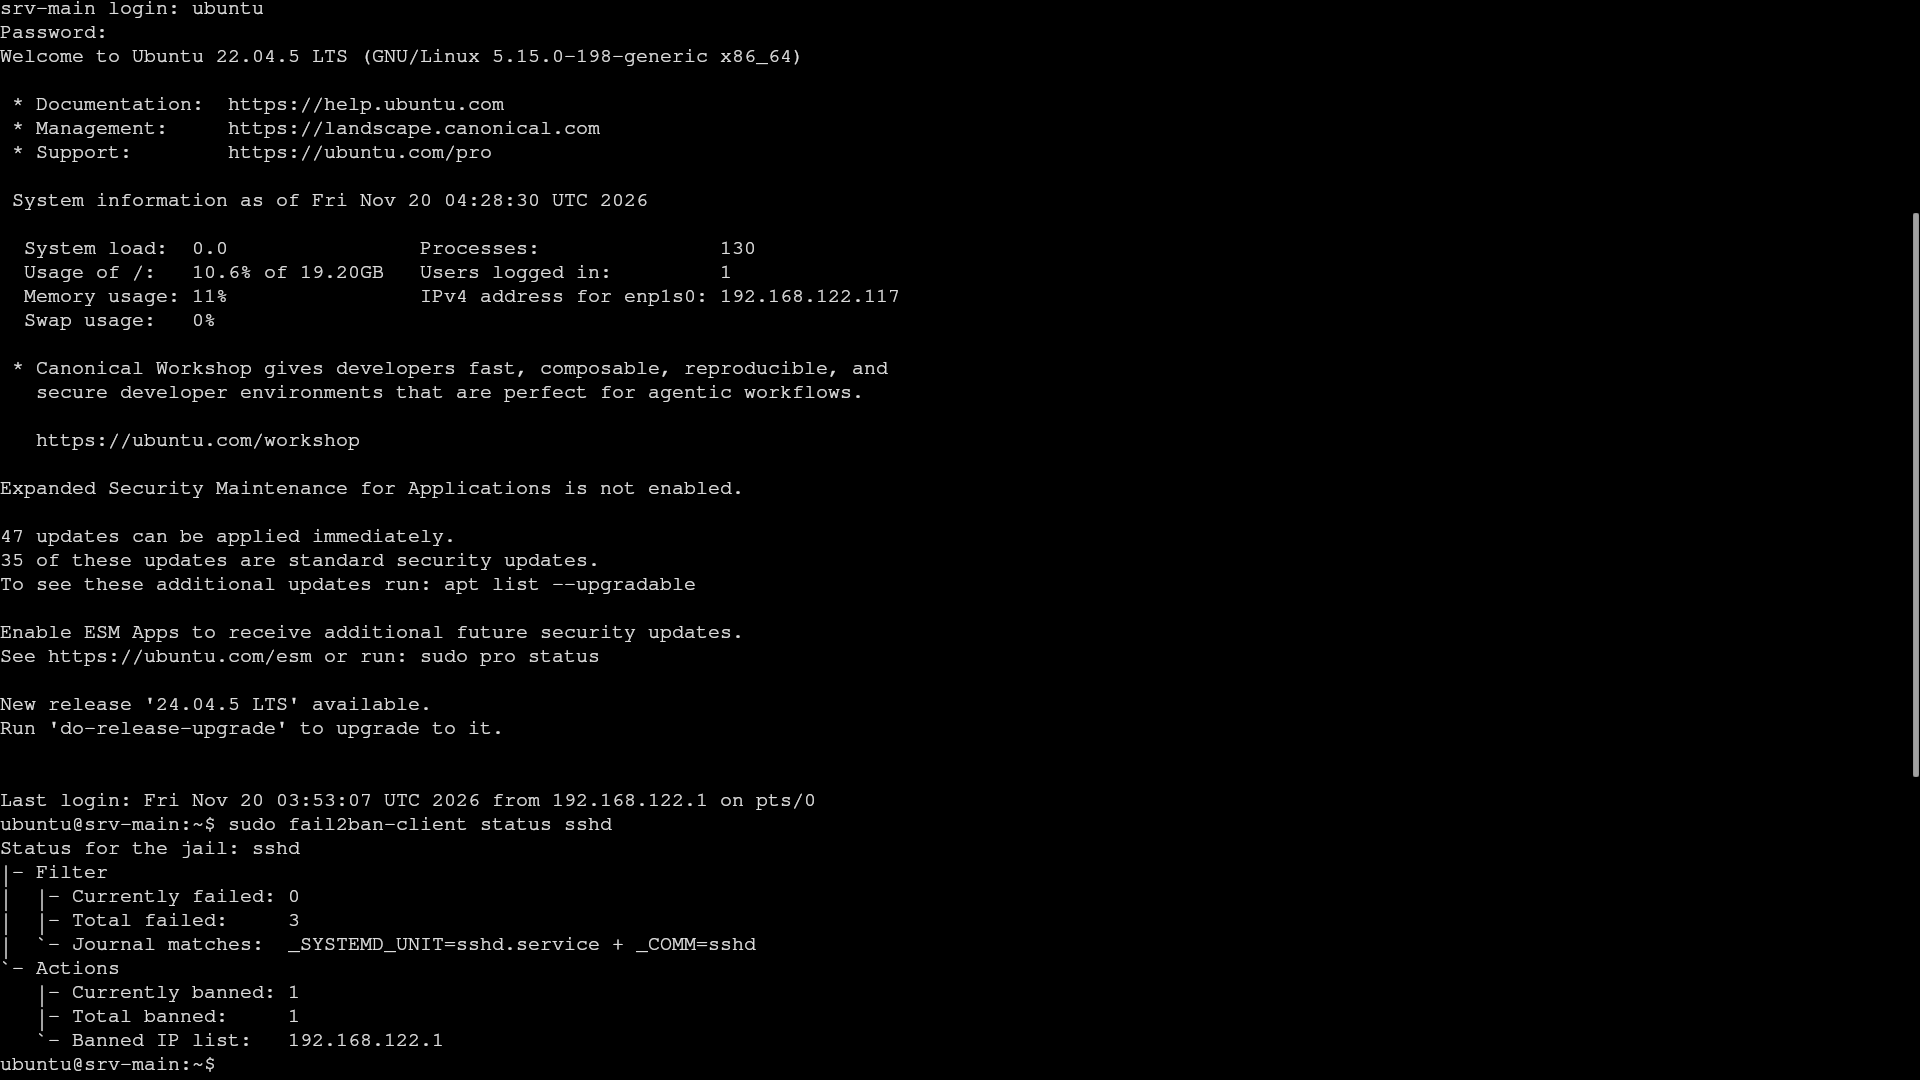 srv-main login: ubuntu
Password:
Welcome to Ubuntu 22.04.5 LTS (GNU/Linux 5.15.0-198-generic x86_64)

 * Documentation:  https://help.ubuntu.com
 * Management:     https://landscape.canonical.com
 * Support:        https://ubuntu.com/pro

 System information as of Fri Nov 20 04:28:30 UTC 2026

  System load:  0.0                Processes:               130
  Usage of /:   10.6% of 19.20GB   Users logged in:         1
  Memory usage: 11%                IPv4 address for enp1s0: 192.168.122.117
  Swap usage:   0%

 * Canonical Workshop gives developers fast, composable, reproducible, and
   secure developer environments that are perfect for agentic workflows.

   https://ubuntu.com/workshop

Expanded Security Maintenance for Applications is not enabled.

47 updates can be applied immediately.
35 of these updates are standard security updates.
To see these additional updates run: apt list --upgradable

Enable ESM Apps to receive additional future security updates.
See https://ubuntu.com/esm or run: sudo pro status

New release '24.04.5 LTS' available.
Run 'do-release-upgrade' to upgrade to it.


Last login: Fri Nov 20 03:53:07 UTC 2026 from 192.168.122.1 on pts/0
ubuntu@srv-main:~$ sudo fail2ban-client status sshd
Status for the jail: sshd
|- Filter
|  |- Currently failed: 0
|  |- Total failed:     3
|  `- Journal matches:  _SYSTEMD_UNIT=sshd.service + _COMM=sshd
`- Actions
   |- Currently banned: 1
   |- Total banned:     1
   `- Banned IP list:   192.168.122.1
ubuntu@srv-main:~$